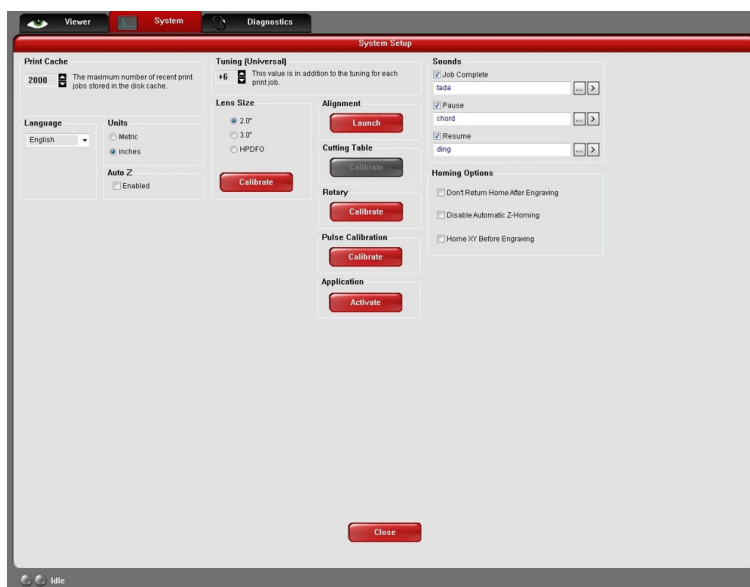 Viewer
System
Diagnostics
System Setup
Print Cache
2000
The maximum number of recent print
jobs stored in the disk cache.
Language
English
Units
Metric
inches
Auto Z
Enabled
Tuning (Universal)
+6
This value is in addition to the tuning for each
print job.
Lens Size
2.0"
3.0"
HPDFO
Calibrate
Alignment
Launch
Cutting Table
Calibrate
Rotary
Calibrate
Pulse Calibration
Calibrate
Application
Activate
Sounds
Job Complete
tada
... >
Pause
chord
... >
Resume
ding
... >
Homing Options
Don't Return Home After Engraving
Disable Automatic Z-Homing
Home XY Before Engraving
Close
Idle